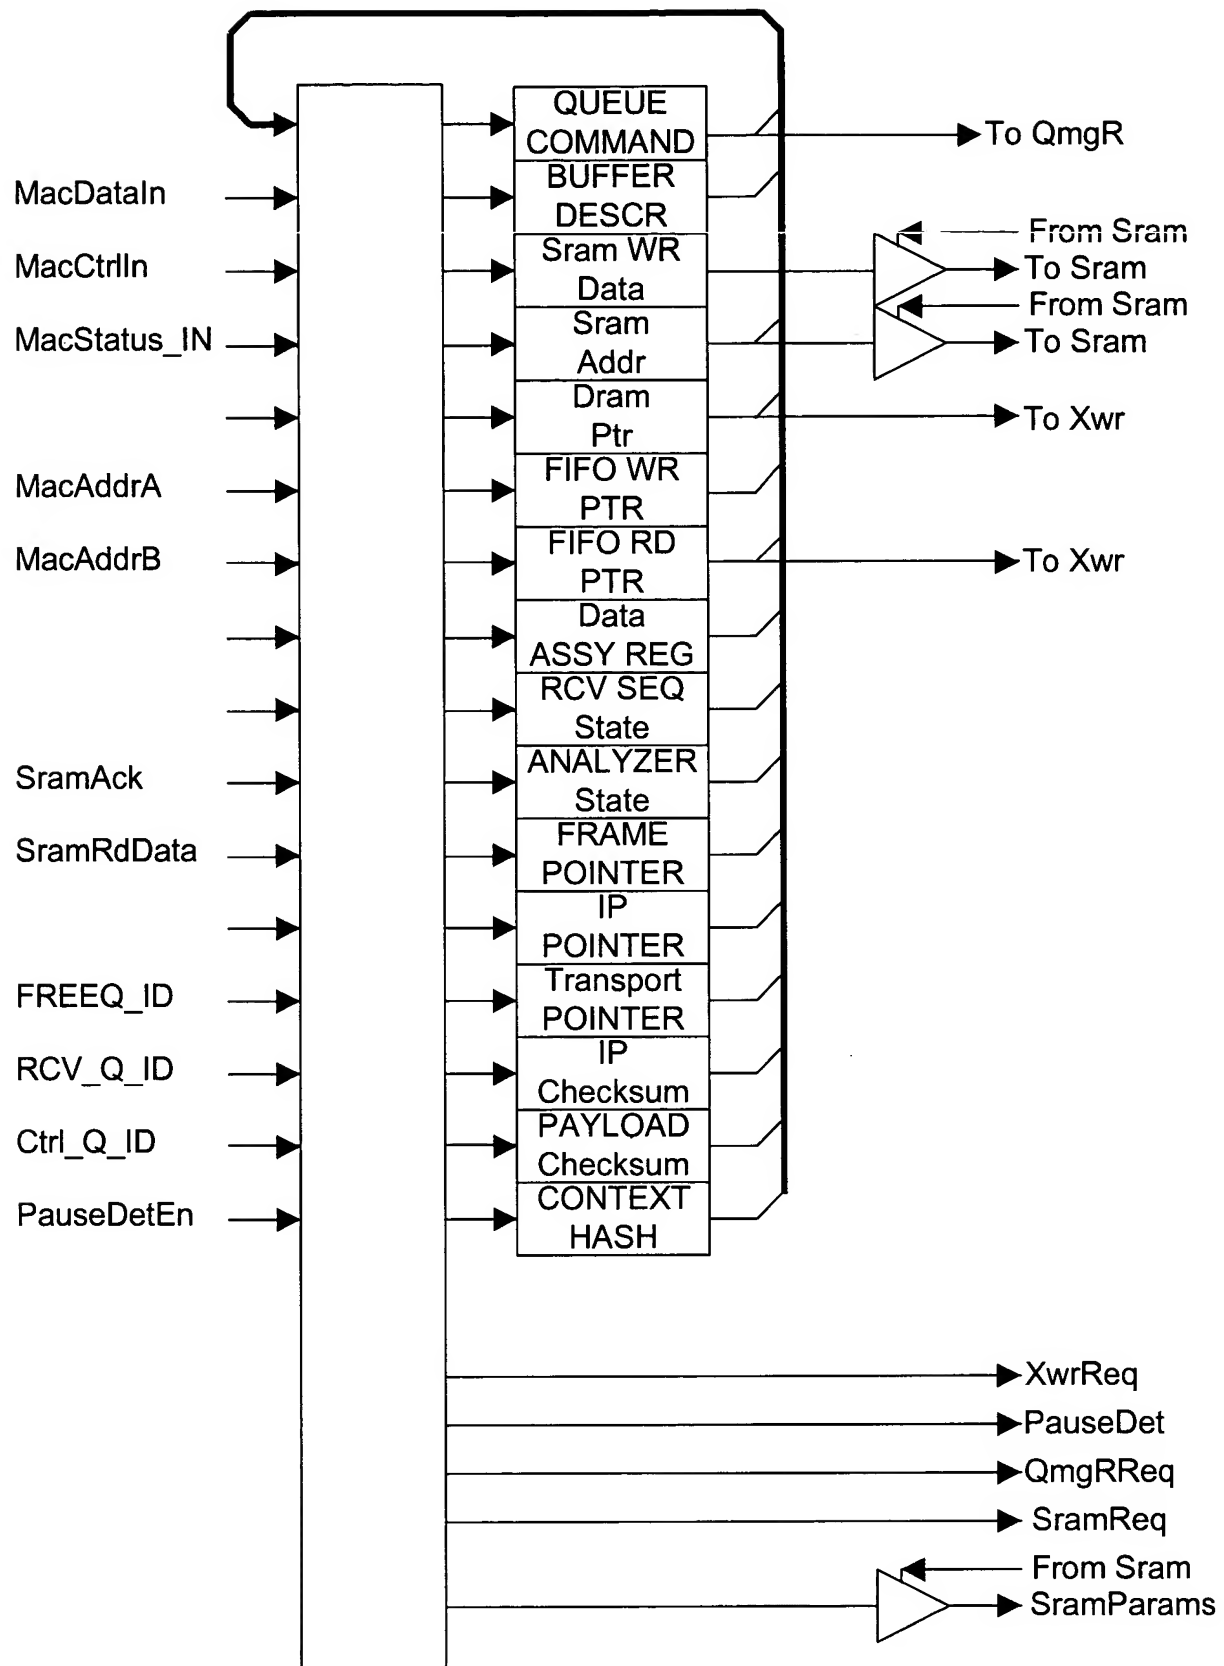 QUEUE
COMMAND
To QmgR
MacDataIn
BUFFER
DESCR
From Sram
MacCtrlIn
Sram WR
Data
To Sram
From Sram
MacStatus_IN
Sram
Addr
To Sram
Dram
Ptr
To Xwr
MacAddrA
FIFO WR
PTR
MacAddrB
FIFO RD
PTR
To Xwr
Data
ASSY REG
RCV SEQ
State
SramAck
ANALYZER
State
SramRdData
FRAME
POINTER
IP
POINTER
FREEQ_ID
Transport
POINTER
RCV_Q_ID
IP
Checksum
Ctrl_Q_ID
PAYLOAD
Checksum
PauseDetEn
CONTEXT
HASH
XwrReq
PauseDet
QmgRReq
SramReq
From Sram
SramParams